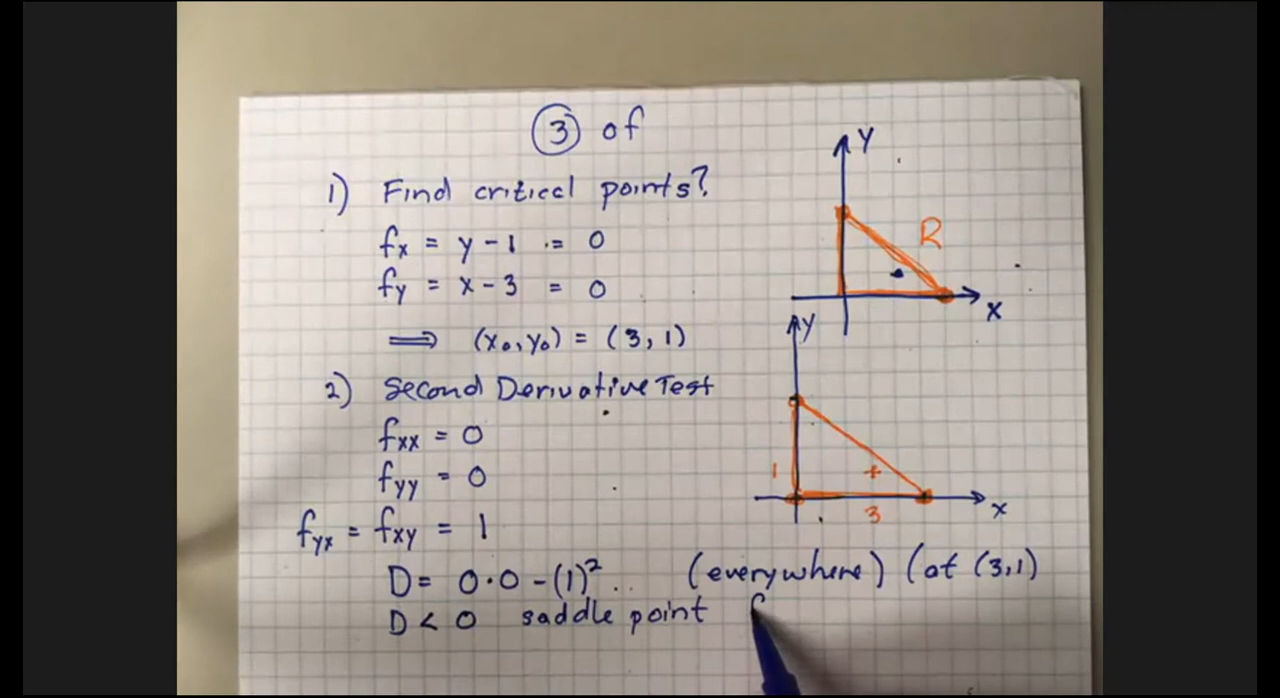 ③ of
1) Find critical points?
fx = y - 1 = 0
fy = x - 3 = 0
⟹ (x₀, y₀) = (3, 1)
2) Second Derivative Test
fxx = 0
fyy = 0
fyx = fxy = 1
D = 0·0 - (1)² .. (everywhere) (at (3,1)
D < 0 saddle point
Y
R
X
Y
1
+
3
X